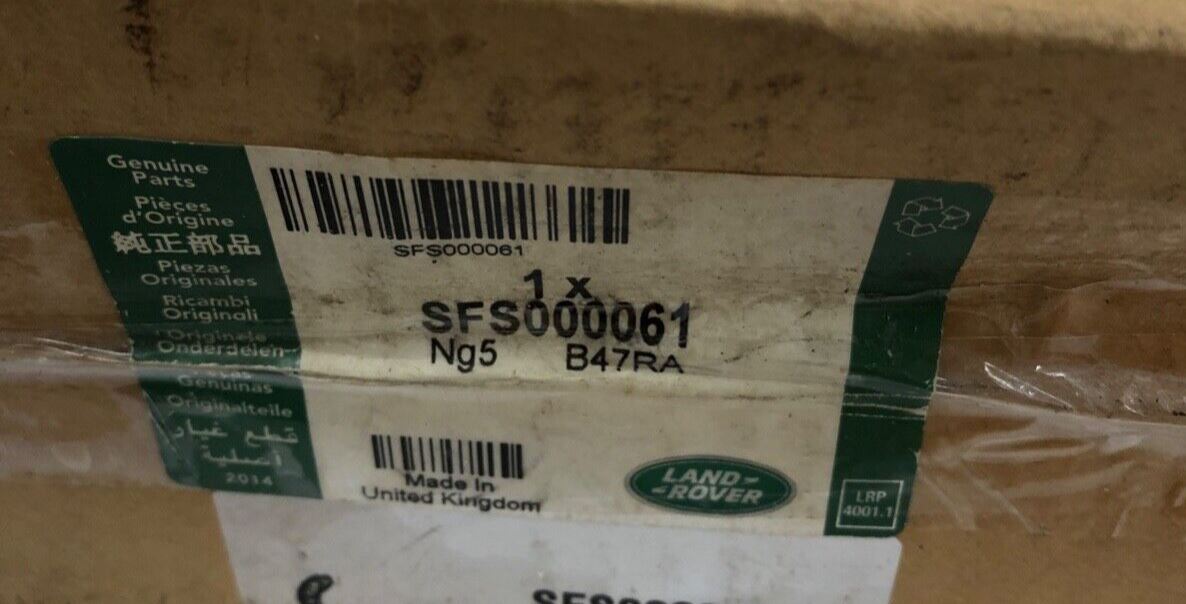 Genuine
Parts
Pièces
d'Origine
純正部品
Piezas
Originales
Ricambi
Originali
Originele
Onderdelen
Genuinas
Originalteile
قطع غيار
أصلية
2014
SFS000061
1 x
SFS000061
Ng5 B47RA
Made In
United Kingdom
LAND-
-ROVER
LRP
4001.1